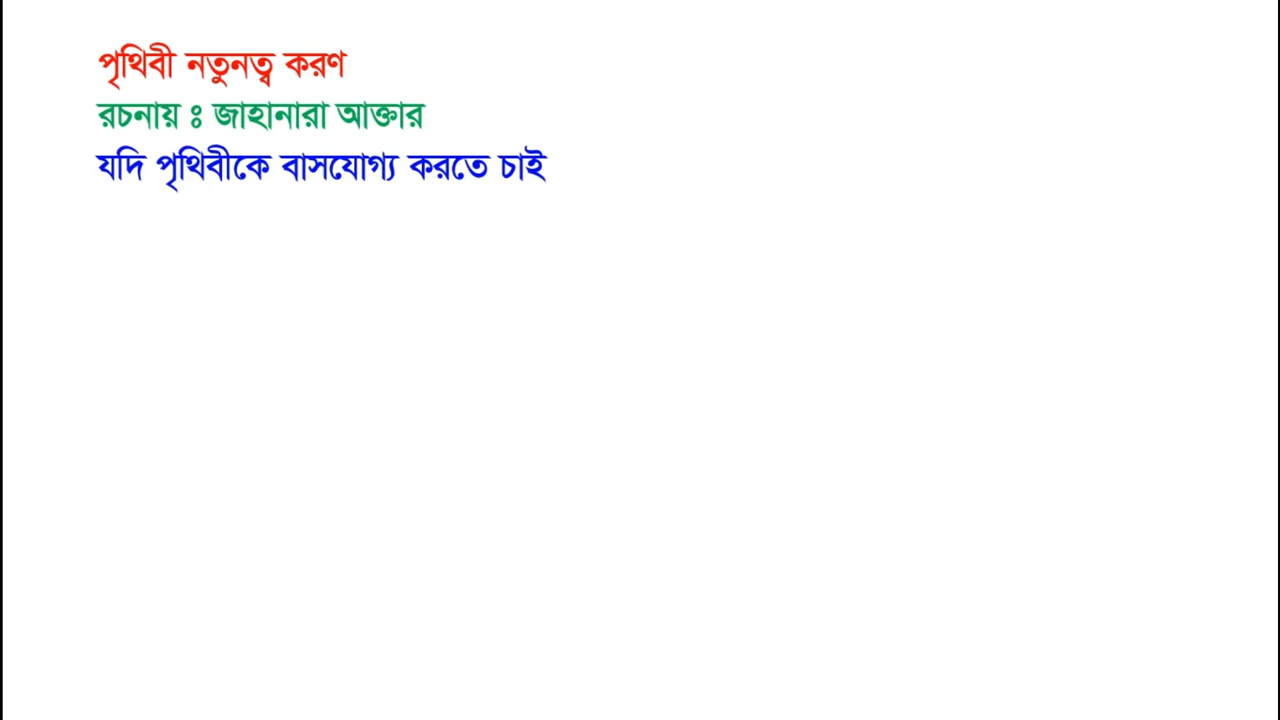 পৃথিবী নতুনত্ব করণ
রচনায় ঃ জাহানারা আক্তার
যদি পৃথিবীকে বাসযোগ্য করতে চাই